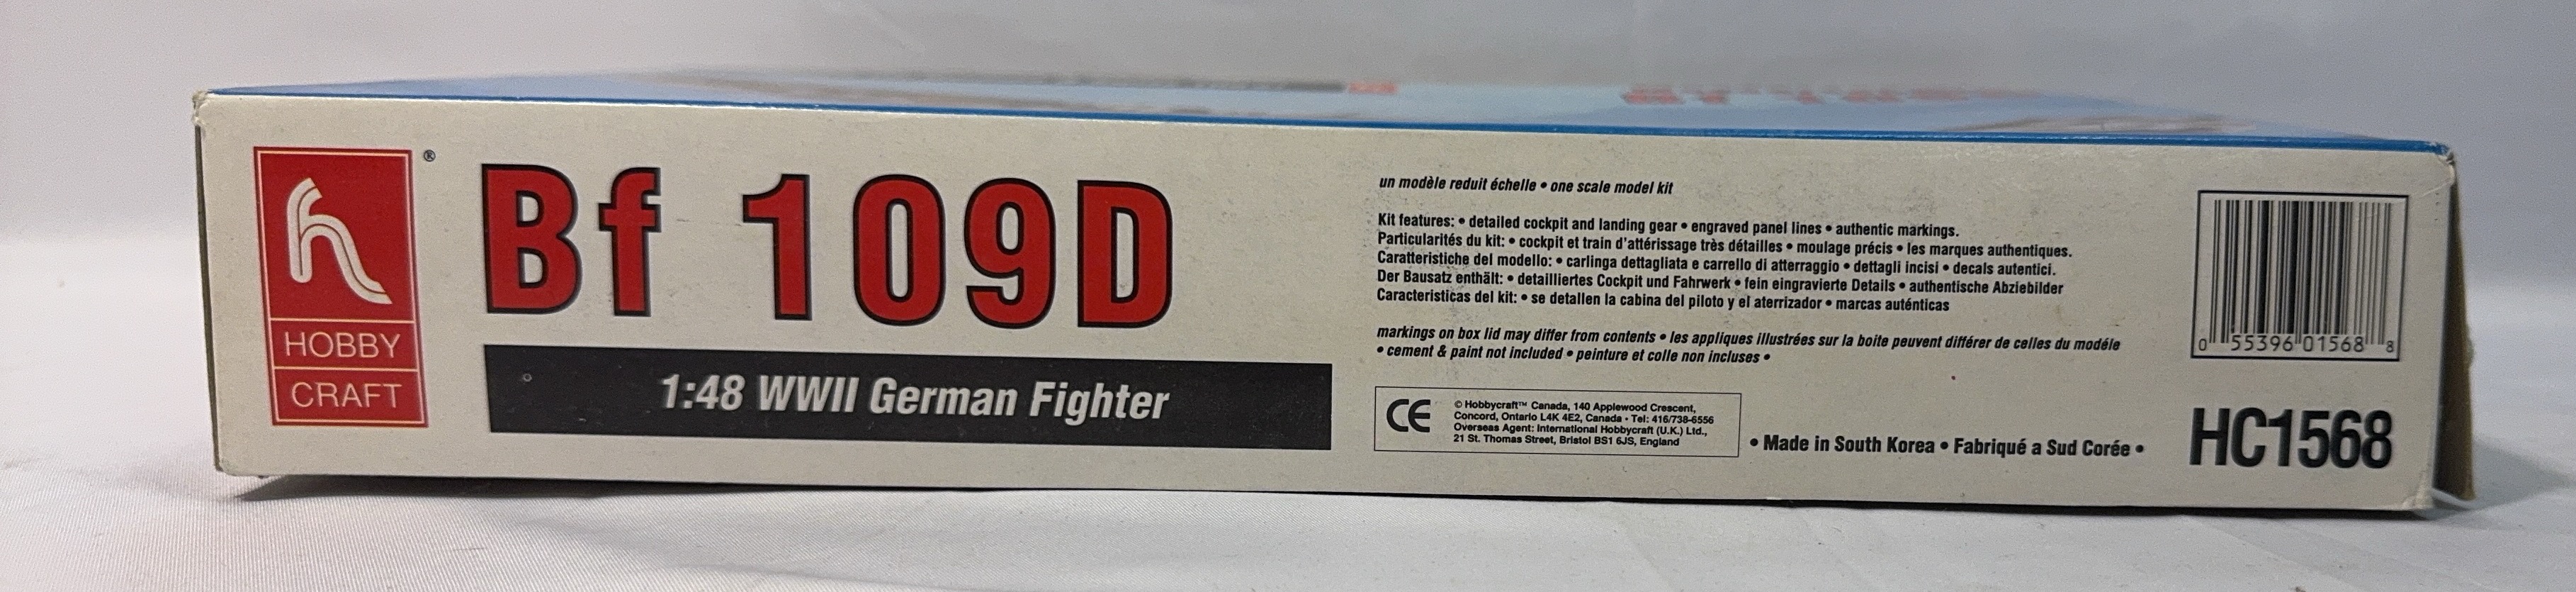 ®
HOBBY
CRAFT
Bf 109D
1:48 WWII German Fighter
un modèle reduit échelle • one scale model kit
Kit features: • detailed cockpit and landing gear • engraved panel lines • authentic markings.
Particularités du kit: • cockpit et train d'attérissage très détailles • moulage précis • les marques authentiques.
Caratteristiche del modello: • carlinga dettagliata e carrello di atterraggio • dettagli incisi • decals autentici.
Der Bausatz enthält: • detailliertes Cockpit und Fahrwerk • fein eingravierte Details • authentische Abziebilder
Caracteristicas del kit: • se detallen la cabina del piloto y el aterrizador • marcas auténticas
markings on box lid may differ from contents • les appliques illustrées sur la boite peuvent différer de celles du modéle
• cement & paint not included • peinture et colle non incluses •
CE
© Hobbycraft™ Canada, 140 Applewood Crescent,
Concord, Ontario L4K 4E2, Canada • Tel: 416/738-6556
Overseas Agent: International Hobbycraft (U.K.) Ltd.,
21 St. Thomas Street, Bristol BS1 6JS, England
• Made in South Korea • Fabriqué a Sud Corée •
0 55396 01568 8
HC1568